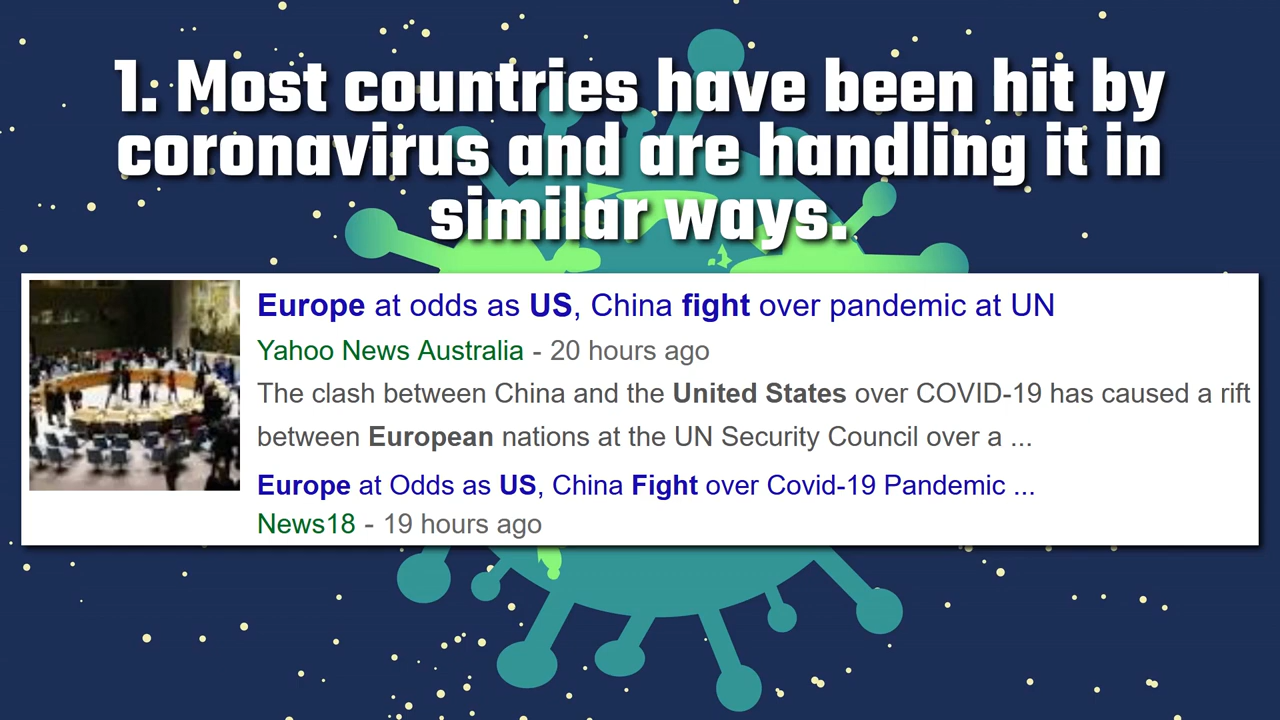 1. Most countries have been hit by
coronavirus and are handling it in
similar ways.
Europe at odds as US, China fight over pandemic at UN
Yahoo News Australia - 20 hours ago
The clash between China and the United States over COVID-19 has caused a rift
between European nations at the UN Security Council over a ...
Europe at Odds as US, China Fight over Covid-19 Pandemic ...
News18 - 19 hours ago